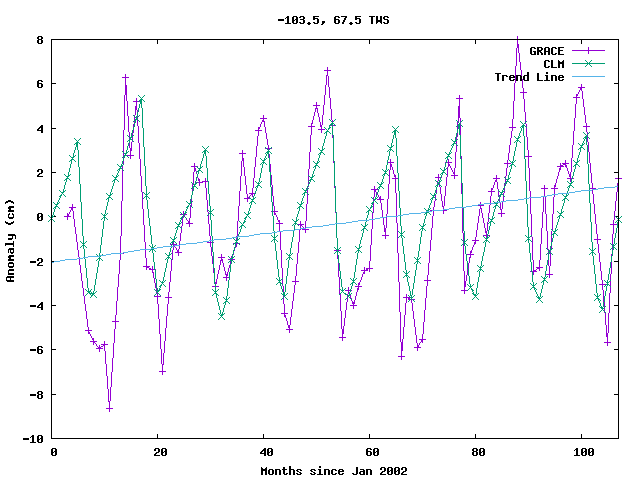 -103.5, 67.5 TWS
GRACE
CLM
Trend Line
8
6
4
2
0
-2
-4
-6
-8
-10
Anomaly (cm)
0 20 40 60 80 100
Months since Jan 2002